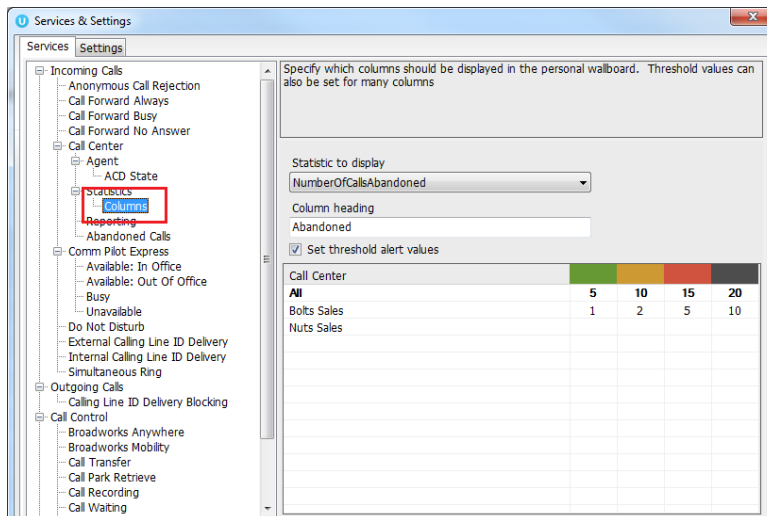 Services & Settings
Services Settings
Incoming Calls
Anonymous Call Rejection
Call Forward Always
Call Forward Busy
Call Forward No Answer
Call Center
Agent
ACD State
Statistics
Columns
Reporting
Abandoned Calls
Comm Pilot Express
Available: In Office
Available: Out Of Office
Busy
Unavailable
Do Not Disturb
External Calling Line ID Delivery
Internal Calling Line ID Delivery
Simultaneous Ring
Outgoing Calls
Calling Line ID Delivery Blocking
Call Control
Broadworks Anywhere
Broadworks Mobility
Call Transfer
Call Park Retrieve
Call Recording
Call Waiting
Specify which columns should be displayed in the personal wallboard. Threshold values can
also be set for many columns
Statistic to display
NumberOfCallsAbandoned
Column heading
Abandoned
Set threshold alert values
Call Center
All 5 10 15 20
Bolts Sales 1 2 5 10
Nuts Sales